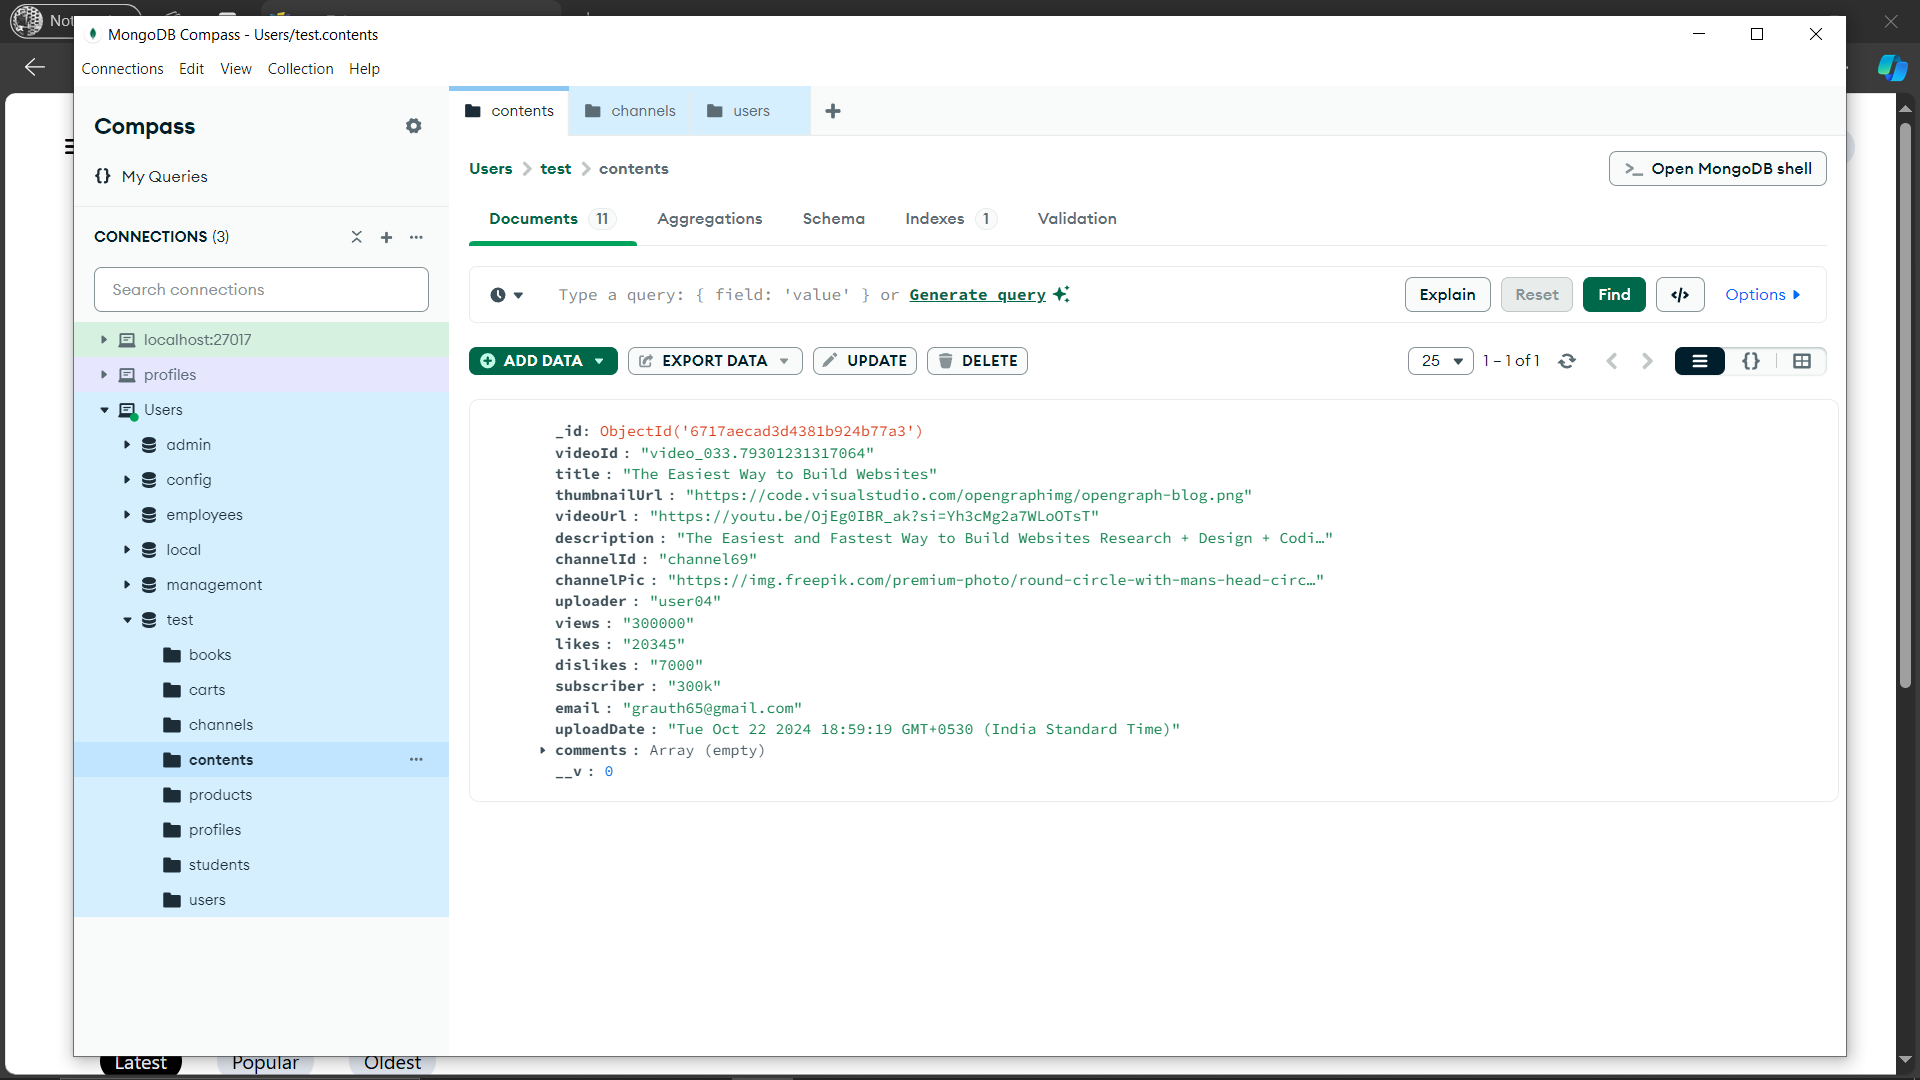 Not
MongoDB Compass - Users/test.contents
Connections Edit View Collection Help
Compass
{} My Queries
CONNECTIONS (3)
Search connections
localhost:27017
profiles
Users
admin
config
employees
local
managemont
test
books
carts
channels
contents
products
profiles
students
users
contents channels users
Users > test > contents
>_ Open MongoDB shell
Documents 11 Aggregations Schema Indexes 1 Validation
Type a query: { field: 'value' } or Generate query
Explain Reset Find </> Options
ADD DATA EXPORT DATA UPDATE DELETE
25 1 – 1 of 1 {}
_id: ObjectId('6717aecad3d4381b924b77a3')
videoId : "video_033.79301231317064"
title : "The Easiest Way to Build Websites"
thumbnailUrl : "https://code.visualstudio.com/opengraphimg/opengraph-blog.png"
videoUrl : "https://youtu.be/OjEg0IBR_ak?si=Yh3cMg2a7WLoOTsT"
description : "The Easiest and Fastest Way to Build Websites Research + Design + Codi…"
channelId : "channel69"
channelPic : "https://img.freepik.com/premium-photo/round-circle-with-mans-head-circ…"
uploader : "user04"
views : "300000"
likes : "20345"
dislikes : "7000"
subscriber : "300k"
email : "grauth65@gmail.com"
uploadDate : "Tue Oct 22 2024 18:59:19 GMT+0530 (India Standard Time)"
comments : Array (empty)
__v : 0
Latest Popular Oldest